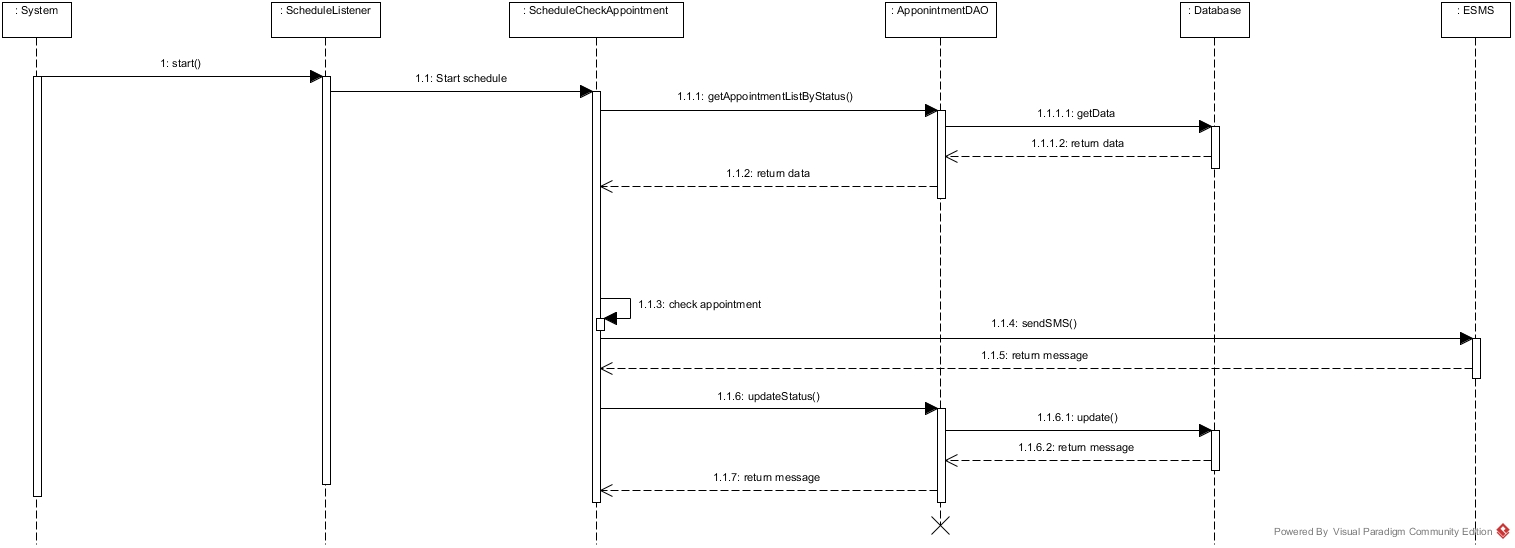 : System
: ScheduleListener
: ScheduleCheckAppointment
: ApponintmentDAO
: Database
: ESMS
1: start()
1.1: Start schedule
1.1.1: getAppointmentListByStatus()
1.1.1.1: getData
1.1.1.2: return data
1.1.2: return data
1.1.3: check appointment
1.1.4: sendSMS()
1.1.5: return message
1.1.6: updateStatus()
1.1.6.1: update()
1.1.6.2: return message
1.1.7: return message
Powered By Visual Paradigm Community Edition